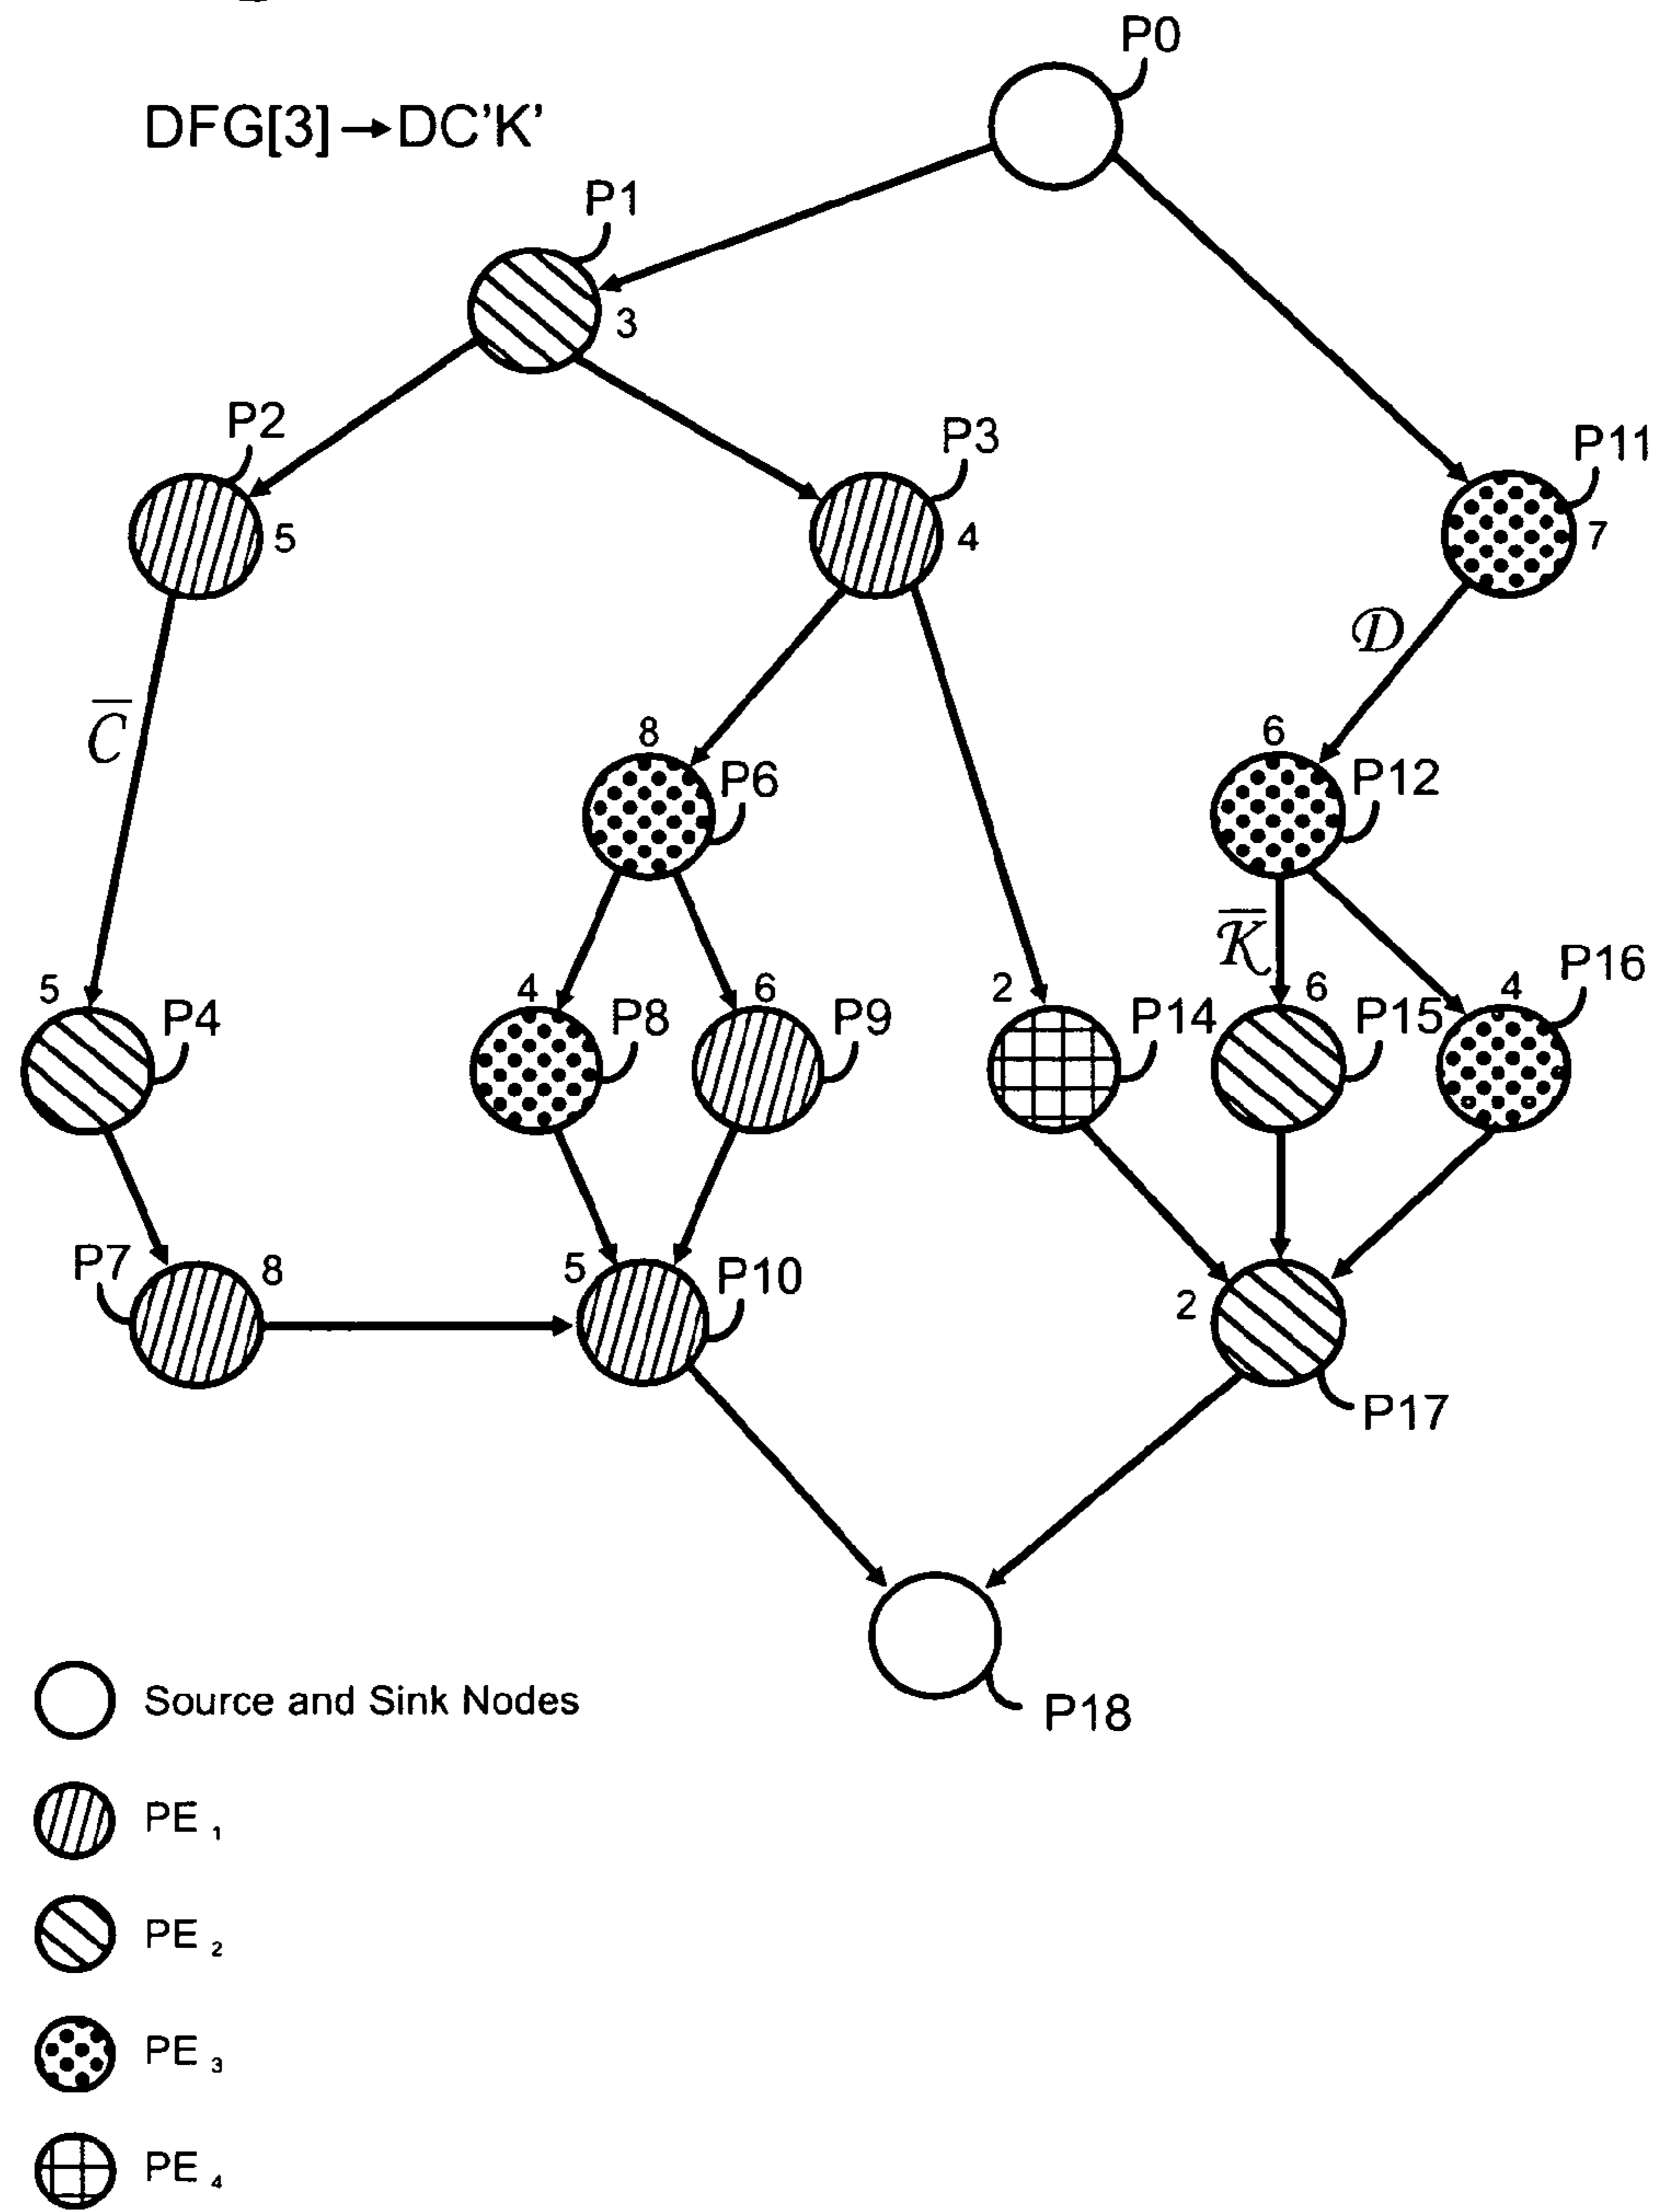 P0
DFG[3]→DC'K'
P1
3
P2
P3
P11
5
4
7
D
C̅
8
6
P6
P12
K̅
5
4
6
2
6
4
P16
P4
P8
P9
P14
P15
P7
8
5
P10
2
P17
P18
Source and Sink Nodes
PE 1
PE 2
PE 3
PE 4